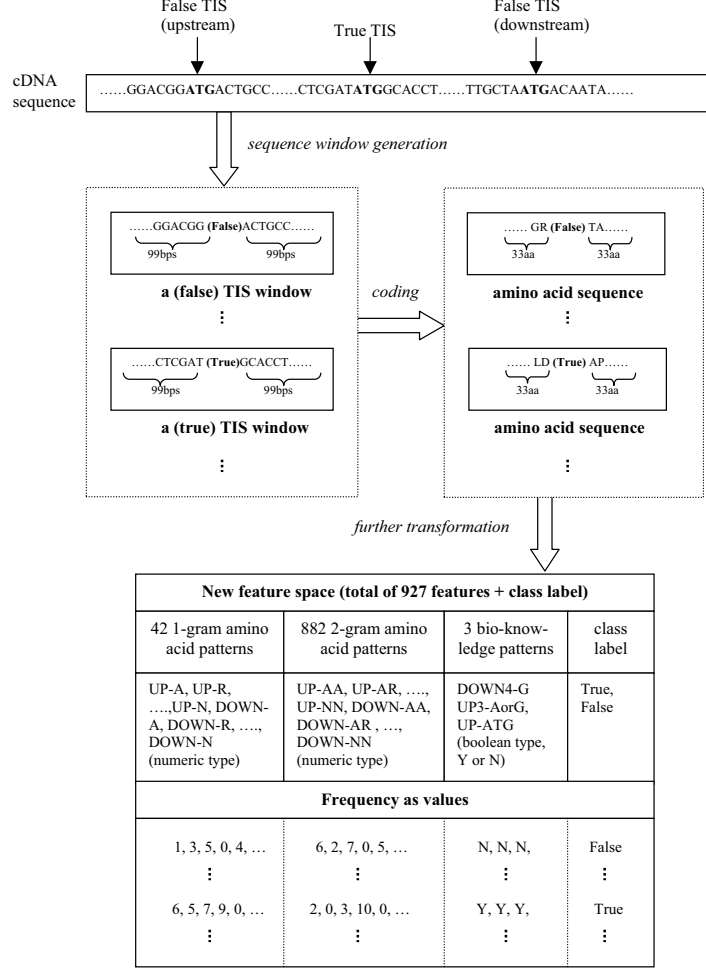 False TIS
(upstream)
True TIS
False TIS
(downstream)
cDNA
sequence
……GGACGGATGACTGCC……CTCGATATGGCACCT……TTGCTAATGACAATA……
sequence window generation
……GGACGG (False)ACTGCC……
99bps 99bps
a (false) TIS window
⋮
……CTCGAT (True)GCACCT……
99bps 99bps
a (true) TIS window
⋮
coding
…… GR (False) TA……
33aa 33aa
amino acid sequence
⋮
…… LD (True) AP……
33aa 33aa
amino acid sequence
⋮
further transformation
New feature space (total of 927 features + class label)
42 1-gram amino
acid patterns
882 2-gram amino
acid patterns
3 bio-know-
ledge patterns
class
label
UP-A, UP-R,
….,UP-N, DOWN-
A, DOWN-R, ….,
DOWN-N
(numeric type)
UP-AA, UP-AR, ….,
UP-NN, DOWN-AA,
DOWN-AR , …,
DOWN-NN
(numeric type)
DOWN4-G
UP3-AorG,
UP-ATG
(boolean type,
Y or N)
True,
False
Frequency as values
1, 3, 5, 0, 4, … 6, 2, 7, 0, 5, … N, N, N, False
⋮ ⋮ ⋮ ⋮
6, 5, 7, 9, 0, … 2, 0, 3, 10, 0, … Y, Y, Y, True
⋮ ⋮ ⋮ ⋮